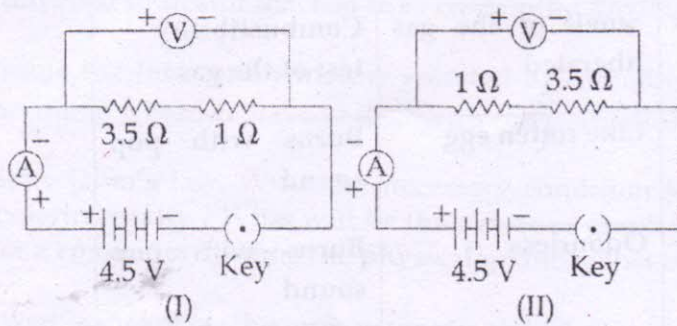 + V − + V −
1 Ω 3.5 Ω
3.5 Ω 1 Ω
−
A A
+ +
+ + −
4.5 V Key 4.5 V Key
(I) (II)